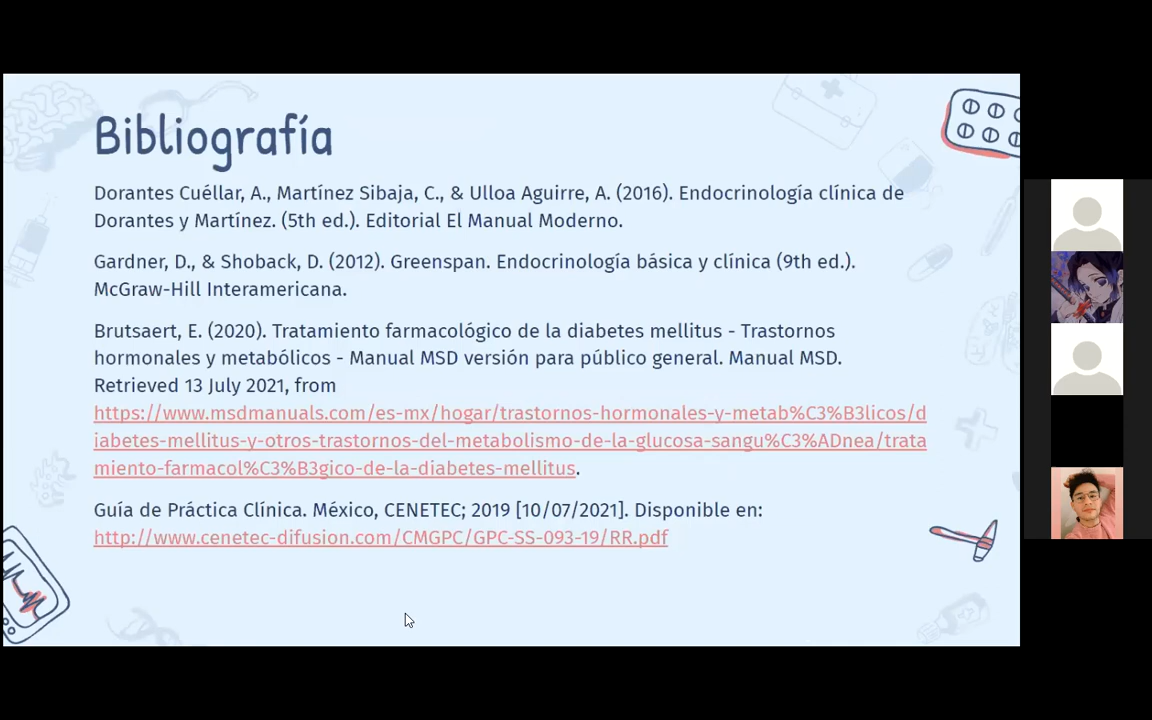 Bibliografía
Dorantes Cuéllar, A., Martínez Sibaja, C., & Ulloa Aguirre, A. (2016). Endocrinología clínica de
Dorantes y Martínez. (5th ed.). Editorial El Manual Moderno.
Gardner, D., & Shoback, D. (2012). Greenspan. Endocrinología básica y clínica (9th ed.).
McGraw-Hill Interamericana.
Brutsaert, E. (2020). Tratamiento farmacológico de la diabetes mellitus - Trastornos
hormonales y metabólicos - Manual MSD versión para público general. Manual MSD.
Retrieved 13 July 2021, from
https://www.msdmanuals.com/es-mx/hogar/trastornos-hormonales-y-metab%C3%B3licos/d
iabetes-mellitus-y-otros-trastornos-del-metabolismo-de-la-glucosa-sangu%C3%ADnea/trata
miento-farmacol%C3%B3gico-de-la-diabetes-mellitus.
Guía de Práctica Clínica. México, CENETEC; 2019 [10/07/2021]. Disponible en:
http://www.cenetec-difusion.com/CMGPC/GPC-SS-093-19/RR.pdf